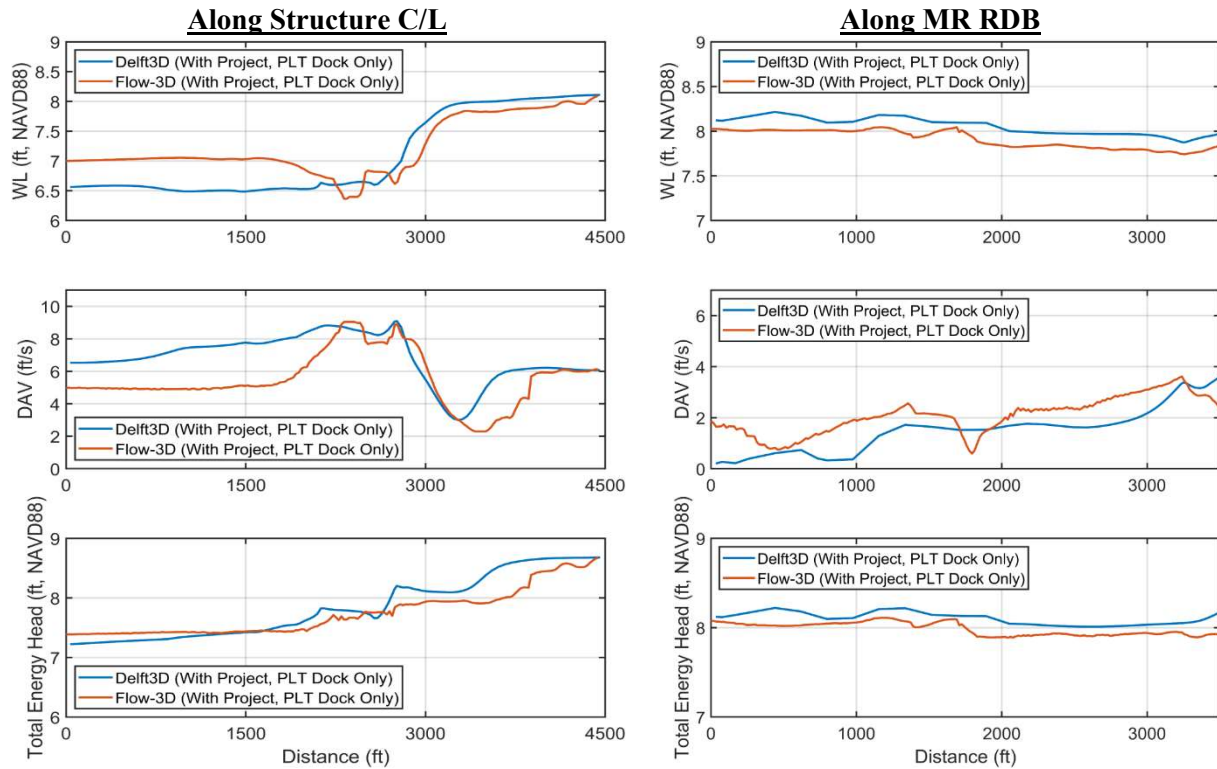 Along Structure C/L
Along MR RDB
WL (ft, NAVD88)
9
8.5
8
7.5
7
6.5
6
Delft3D (With Project, PLT Dock Only)
Flow-3D (With Project, PLT Dock Only)
0
1500
3000
4500
WL (ft, NAVD88)
9
8.5
8
7.5
7
Delft3D (With Project, PLT Dock Only)
Flow-3D (With Project, PLT Dock Only)
0
1000
2000
3000
DAV (ft/s)
10
8
6
4
2
0
Delft3D (With Project, PLT Dock Only)
Flow-3D (With Project, PLT Dock Only)
0
1500
3000
4500
DAV (ft/s)
6
4
2
0
Delft3D (With Project, PLT Dock Only)
Flow-3D (With Project, PLT Dock Only)
0
1000
2000
3000
Total Energy Head (ft, NAVD88)
9
8
7
6
Delft3D (With Project, PLT Dock Only)
Flow-3D (With Project, PLT Dock Only)
0
1500
3000
4500
Distance (ft)
Total Energy Head (ft, NAVD88)
9
8
7
Delft3D (With Project, PLT Dock Only)
Flow-3D (With Project, PLT Dock Only)
0
1000
2000
3000
Distance (ft)